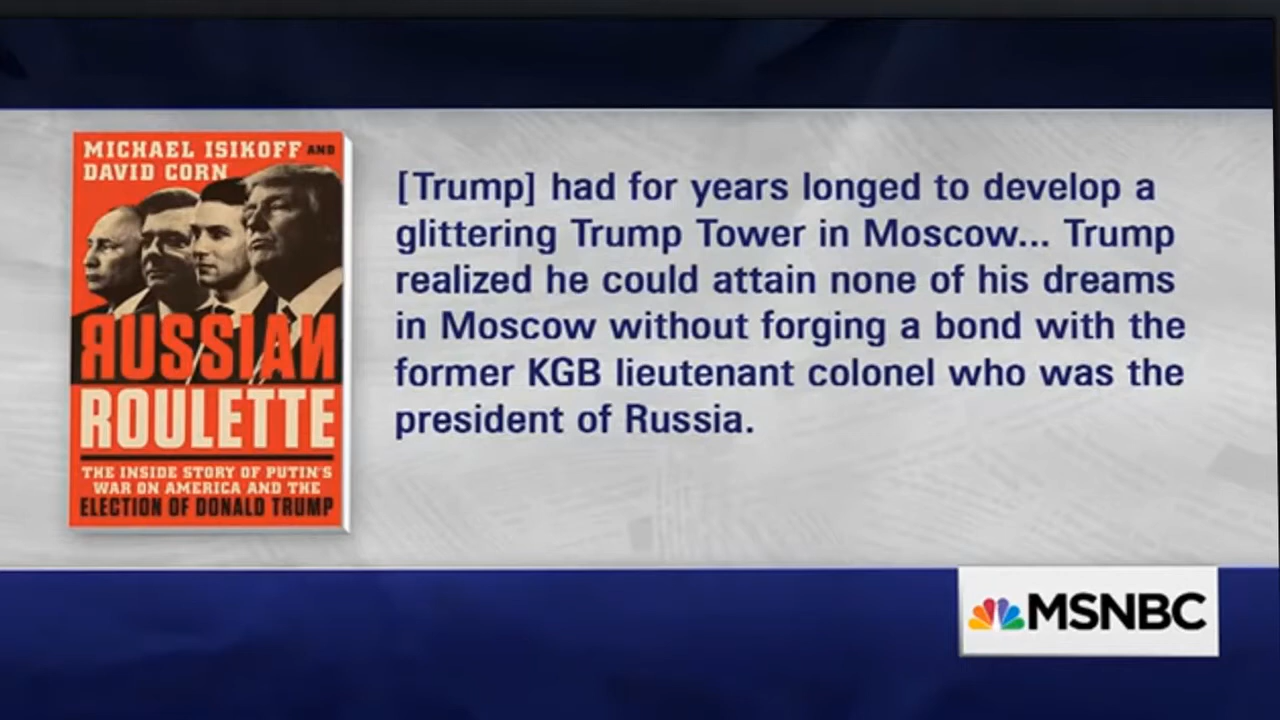 MICHAEL ISIKOFF AND
DAVID CORN
ЯUSSIAИ
ROULETTE
THE INSIDE STORY OF PUTIN'S
WAR ON AMERICA AND THE
ELECTION OF DONALD TRUMP
[Trump] had for years longed to develop a
glittering Trump Tower in Moscow... Trump
realized he could attain none of his dreams
in Moscow without forging a bond with the
former KGB lieutenant colonel who was the
president of Russia.
MSNBC